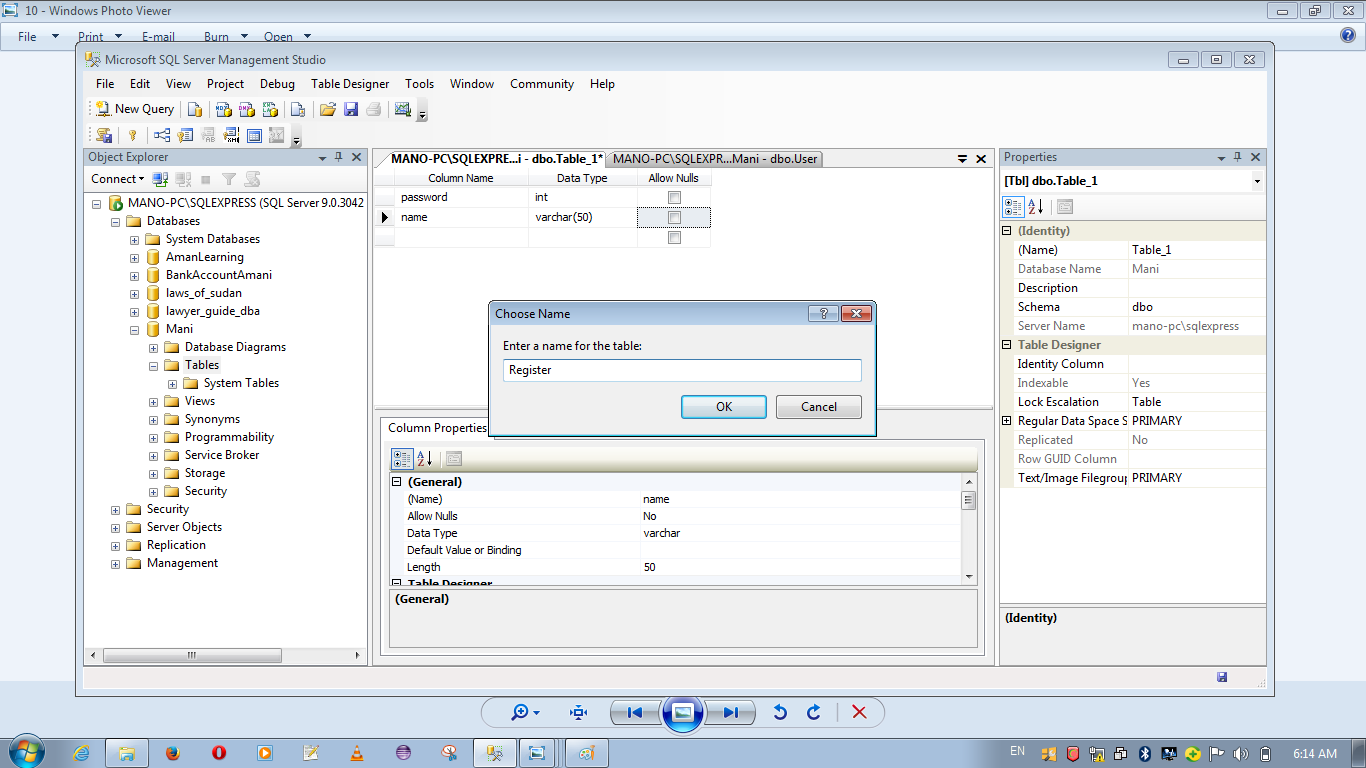 10 - Windows Photo Viewer
File Print E-mail Burn Open
Microsoft SQL Server Management Studio
File Edit View Project Debug Table Designer Tools Window Community Help
New Query
Object Explorer
Connect
MANO-PC\SQLEXPRESS (SQL Server 9.0.3042
Databases
System Databases
AmanLearning
BankAccountAmani
laws_of_sudan
lawyer_guide_dba
Mani
Database Diagrams
Tables
System Tables
Views
Synonyms
Programmability
Service Broker
Storage
Security
Security
Server Objects
Replication
Management
MANO-PC\SQLEXPRE...i - dbo.Table_1* MANO-PC\SQLEXPR...Mani - dbo.User
Column Name Data Type Allow Nulls
password int
name varchar(50)
Choose Name
Enter a name for the table:
Register
OK Cancel
Column Properties
(General)
(Name) name
Allow Nulls No
Data Type varchar
Default Value or Binding
Length 50
Table Designer
(General)
Properties
[Tbl] dbo.Table_1
(Identity)
(Name) Table_1
Database Name Mani
Description
Schema dbo
Server Name mano-pc\sqlexpress
Table Designer
Identity Column
Indexable Yes
Lock Escalation Table
Regular Data Space S PRIMARY
Replicated No
Row GUID Column
Text/Image Filegroup PRIMARY
(Identity)
EN 6:14 AM